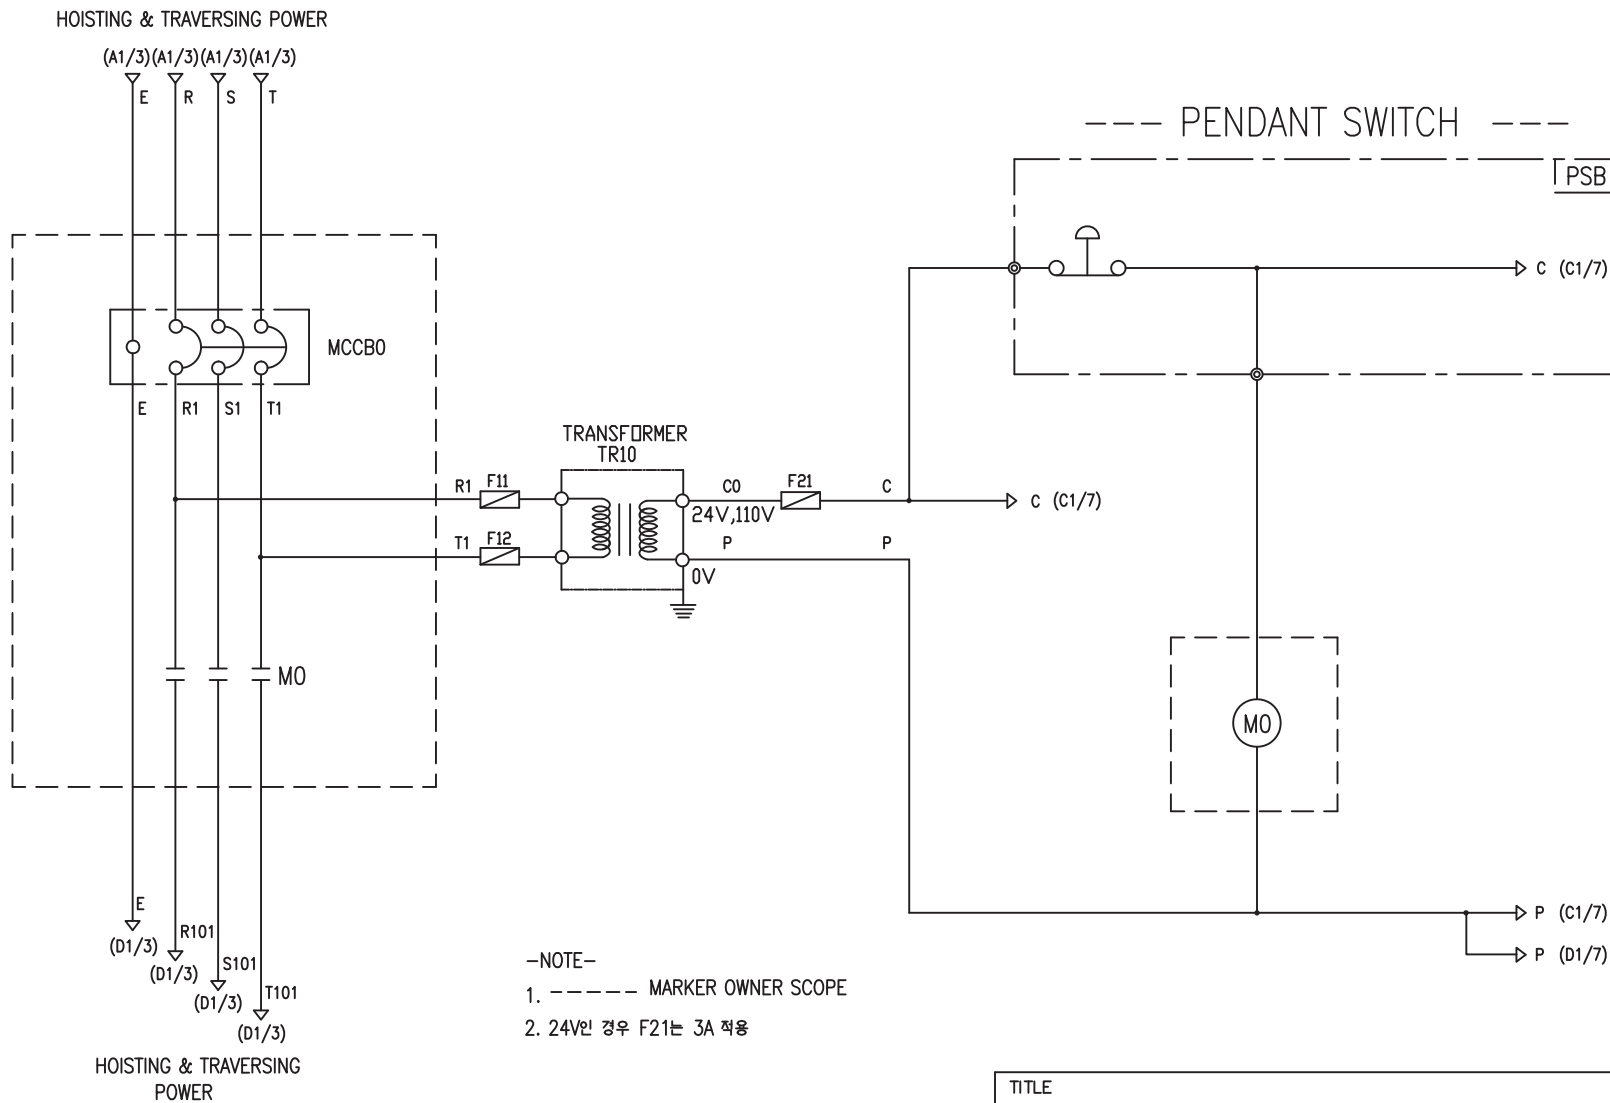 HOISTING & TRAVERSING POWER
(A1/3)(A1/3)(A1/3)(A1/3)
E R S T
---- PENDANT SWITCH ----
PSB
C (C1/7)
MCCB0
E R1 S1 T1
TRANSFORMER
TR10
R1 F11
C0 F21 C
24V,110V
C (C1/7)
T1 F12
P P
0V
M0
M0
E
(D1/3)
R101
(D1/3)
S101
(D1/3)
T101
(D1/3)
P (C1/7)
P (D1/7)
HOISTING & TRAVERSING
POWER
-NOTE-
1. ------ MARKER OWNER SCOPE
2. 24V인 경우 F21는 3A 적용
TITLE